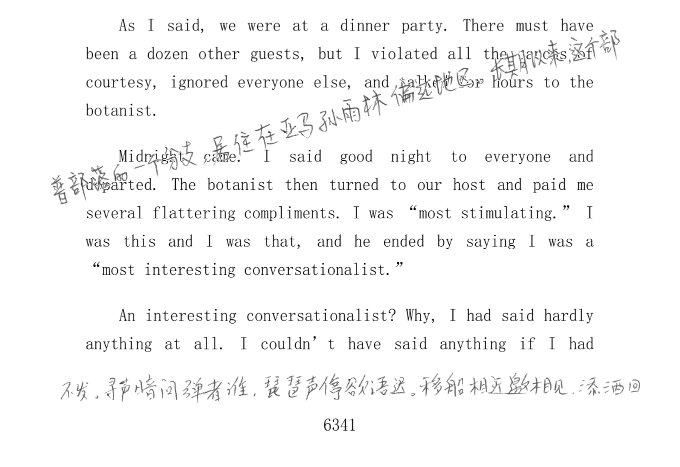 As I said, we were at a dinner party. There must have
been a dozen other guests, but I violated all the canons of
courtesy, ignored everyone else, and talked for hours to the
botanist.
普部落的一个分支,居住在亚马孙雨林偏远地区。长期以来,这个部
Midnight came. I said good night to everyone and
departed. The botanist then turned to our host and paid me
several flattering compliments. I was “most stimulating.” I
was this and I was that, and he ended by saying I was a
“most interesting conversationalist.”
An interesting conversationalist? Why, I had said hardly
anything at all. I couldn’t have said anything if I had
不发。寻声暗问弹者谁,琵琶声停欲语迟。移船相近邀相见,添酒回
6341